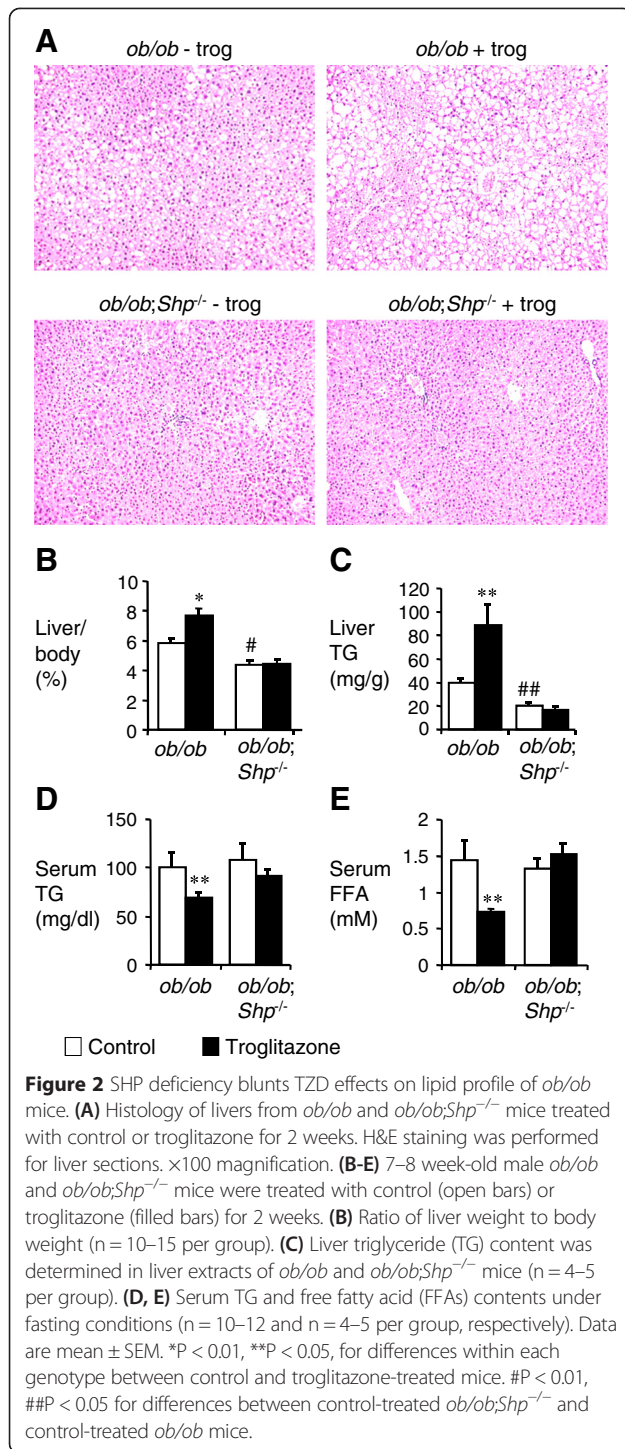 A
ob/ob - trog
ob/ob + trog
ob/ob;Shp-/- - trog
ob/ob;Shp-/- + trog
B
8
6
4
2
0
Liver/
body
(%)
*
#
ob/ob
ob/ob;
Shp-/-
C
120
100
80
60
40
20
0
Liver
TG
(mg/g)
**
##
ob/ob
ob/ob;
Shp-/-
D
150
100
50
0
Serum
TG
(mg/dl)
**
ob/ob
ob/ob;
Shp-/-
E
2
1.5
1
0.5
0
Serum
FFA
(mM)
**
ob/ob
ob/ob;
Shp-/-
Control
Troglitazone
Figure 2 SHP deficiency blunts TZD effects on lipid profile of ob/ob
mice. (A) Histology of livers from ob/ob and ob/ob;Shp−/− mice treated
with control or troglitazone for 2 weeks. H&E staining was performed
for liver sections. ×100 magnification. (B-E) 7–8 week-old male ob/ob
and ob/ob;Shp−/− mice were treated with control (open bars) or
troglitazone (filled bars) for 2 weeks. (B) Ratio of liver weight to body
weight (n = 10–15 per group). (C) Liver triglyceride (TG) content was
determined in liver extracts of ob/ob and ob/ob;Shp−/− mice (n = 4–5
per group). (D, E) Serum TG and free fatty acid (FFAs) contents under
fasting conditions (n = 10–12 and n = 4–5 per group, respectively). Data
are mean ± SEM. *P < 0.01, **P < 0.05, for differences within each
genotype between control and troglitazone-treated mice. #P < 0.01,
##P < 0.05 for differences between control-treated ob/ob;Shp−/− and
control-treated ob/ob mice.